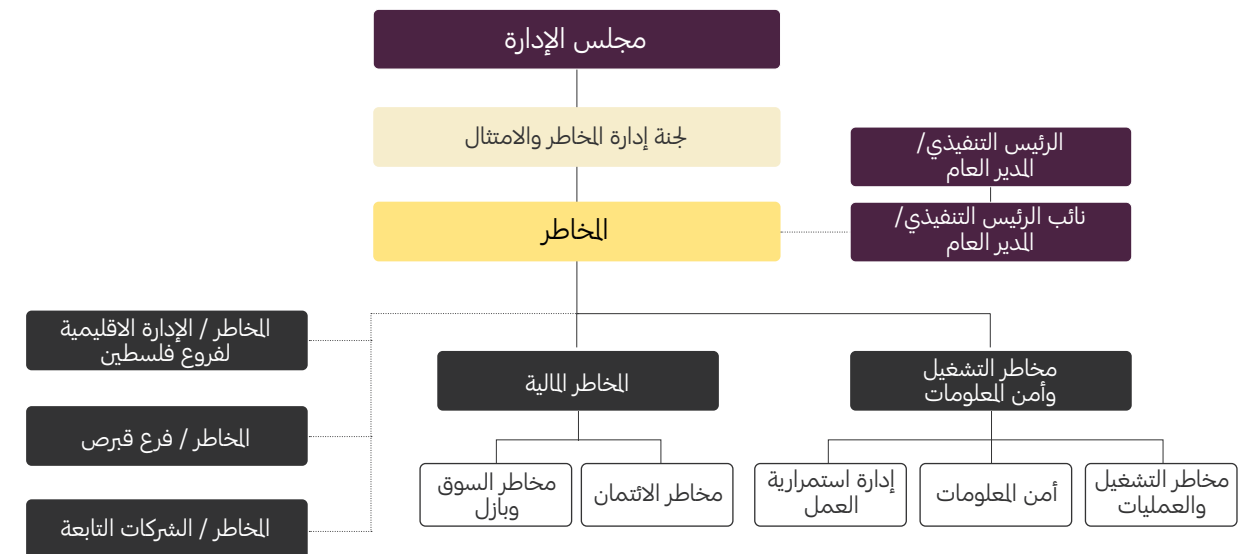 مجلس الإدارة
لجنة إدارة المخاطر والامتثال
الرئيس التنفيذي/
المدير العام
المخاطر
نائب الرئيس التنفيذي/
المدير العام
المخاطر / الإدارة الاقليمية
لفروع فلسطين
مخاطر التشغيل
وأمن المعلومات
المخاطر المالية
المخاطر / فرع قبرص
مخاطر التشغيل
والعمليات
أمن المعلومات
إدارة استمرارية
العمل
مخاطر الائتمان
مخاطر السوق
وبازل
المخاطر / الشركات التابعة